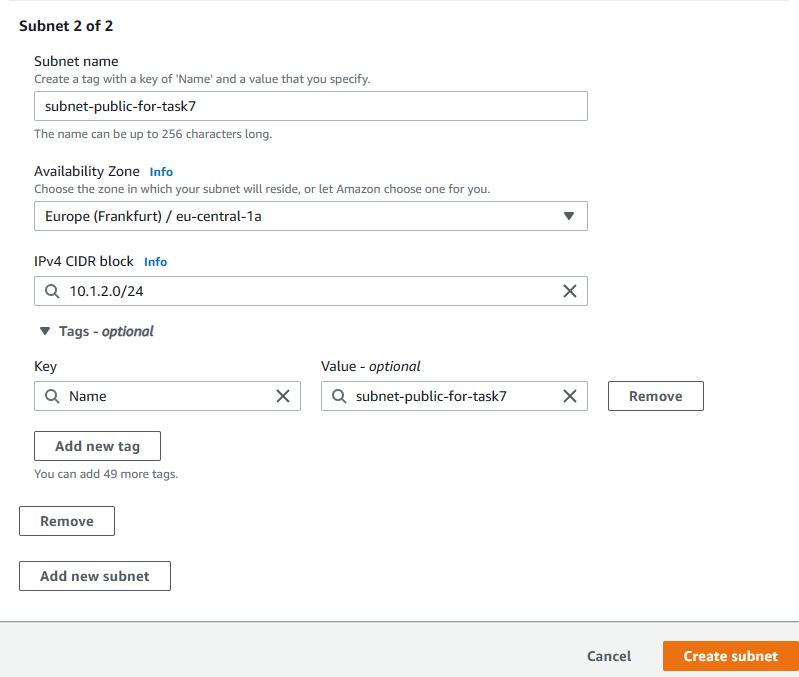 Subnet 2 of 2
Subnet name
Create a tag with a key of 'Name' and a value that you specify.
subnet-public-for-task7
The name can be up to 256 characters long.
Availability Zone Info
Choose the zone in which your subnet will reside, or let Amazon choose one for you.
Europe (Frankfurt) / eu-central-1a
IPv4 CIDR block Info
10.1.2.0/24
Tags - optional
Key Value - optional
Name subnet-public-for-task7 Remove
Add new tag
You can add 49 more tags.
Remove
Add new subnet
Cancel Create subnet